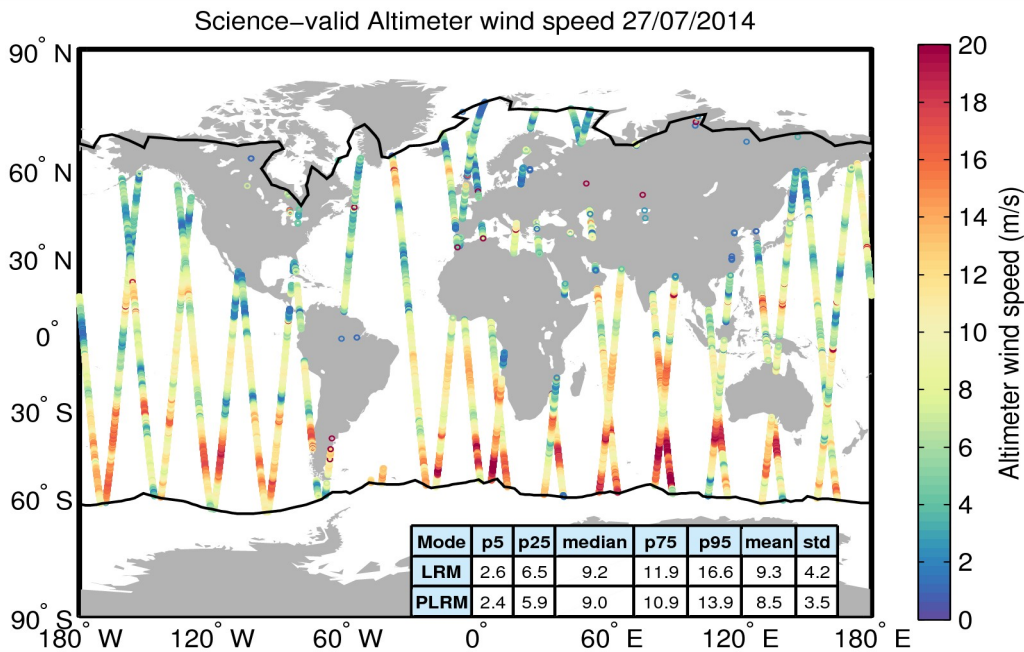 Science−valid Altimeter wind speed 27/07/2014
90° N
60° N
30° N
0°
30° S
60° S
90° S
180° W
120° W
60° W
0°
60° E
120° E
180° E
Mode p5 p25 median p75 p95 mean std
LRM 2.6 6.5 9.2 11.9 16.6 9.3 4.2
PLRM 2.4 5.9 9.0 10.9 13.9 8.5 3.5
20
18
16
14
12
10
8
6
4
2
0
Altimeter wind speed (m/s)